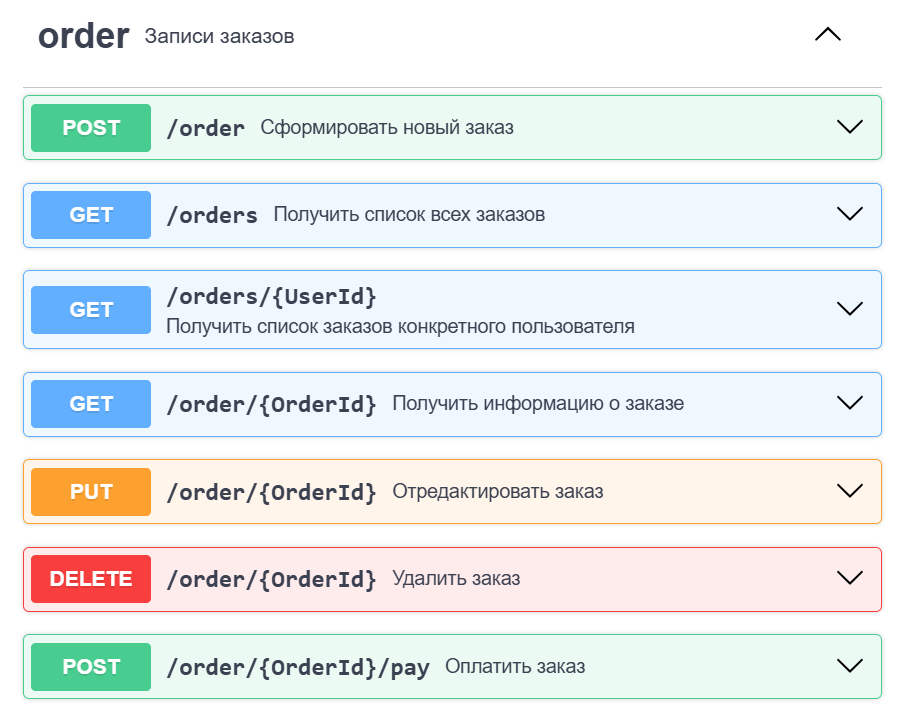 order Записи заказов
POST /order Сформировать новый заказ
GET /orders Получить список всех заказов
GET /orders/{UserId}
Получить список заказов конкретного пользователя
GET /order/{OrderId} Получить информацию о заказе
PUT /order/{OrderId} Отредактировать заказ
DELETE /order/{OrderId} Удалить заказ
POST /order/{OrderId}/pay Оплатить заказ